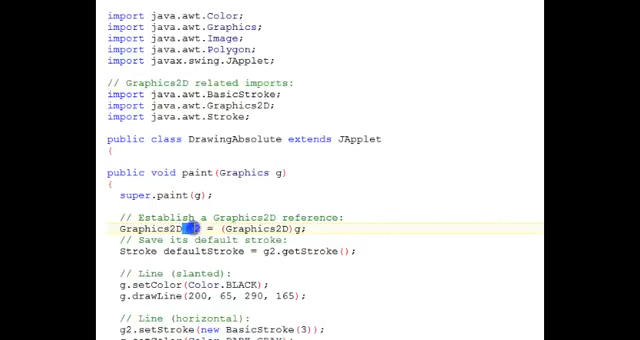 import java.awt.Color;
import java.awt.Graphics;
import java.awt.Image;
import java.awt.Polygon;
import javax.swing.JApplet;
// Graphics2D related imports:
import java.awt.BasicStroke;
import java.awt.Graphics2D;
import java.awt.Stroke;
public class DrawingAbsolute extends JApplet
{
public void paint(Graphics g)
{
super.paint(g);
// Establish a Graphics2D reference:
Graphics2D = (Graphics2D)g;
// Save its default stroke:
Stroke defaultStroke = g2.getStroke();
// Line (slanted):
g.setColor(Color.BLACK);
g.drawLine(200, 65, 290, 165);
// Line (horizontal):
g2.setStroke(new BasicStroke(3));